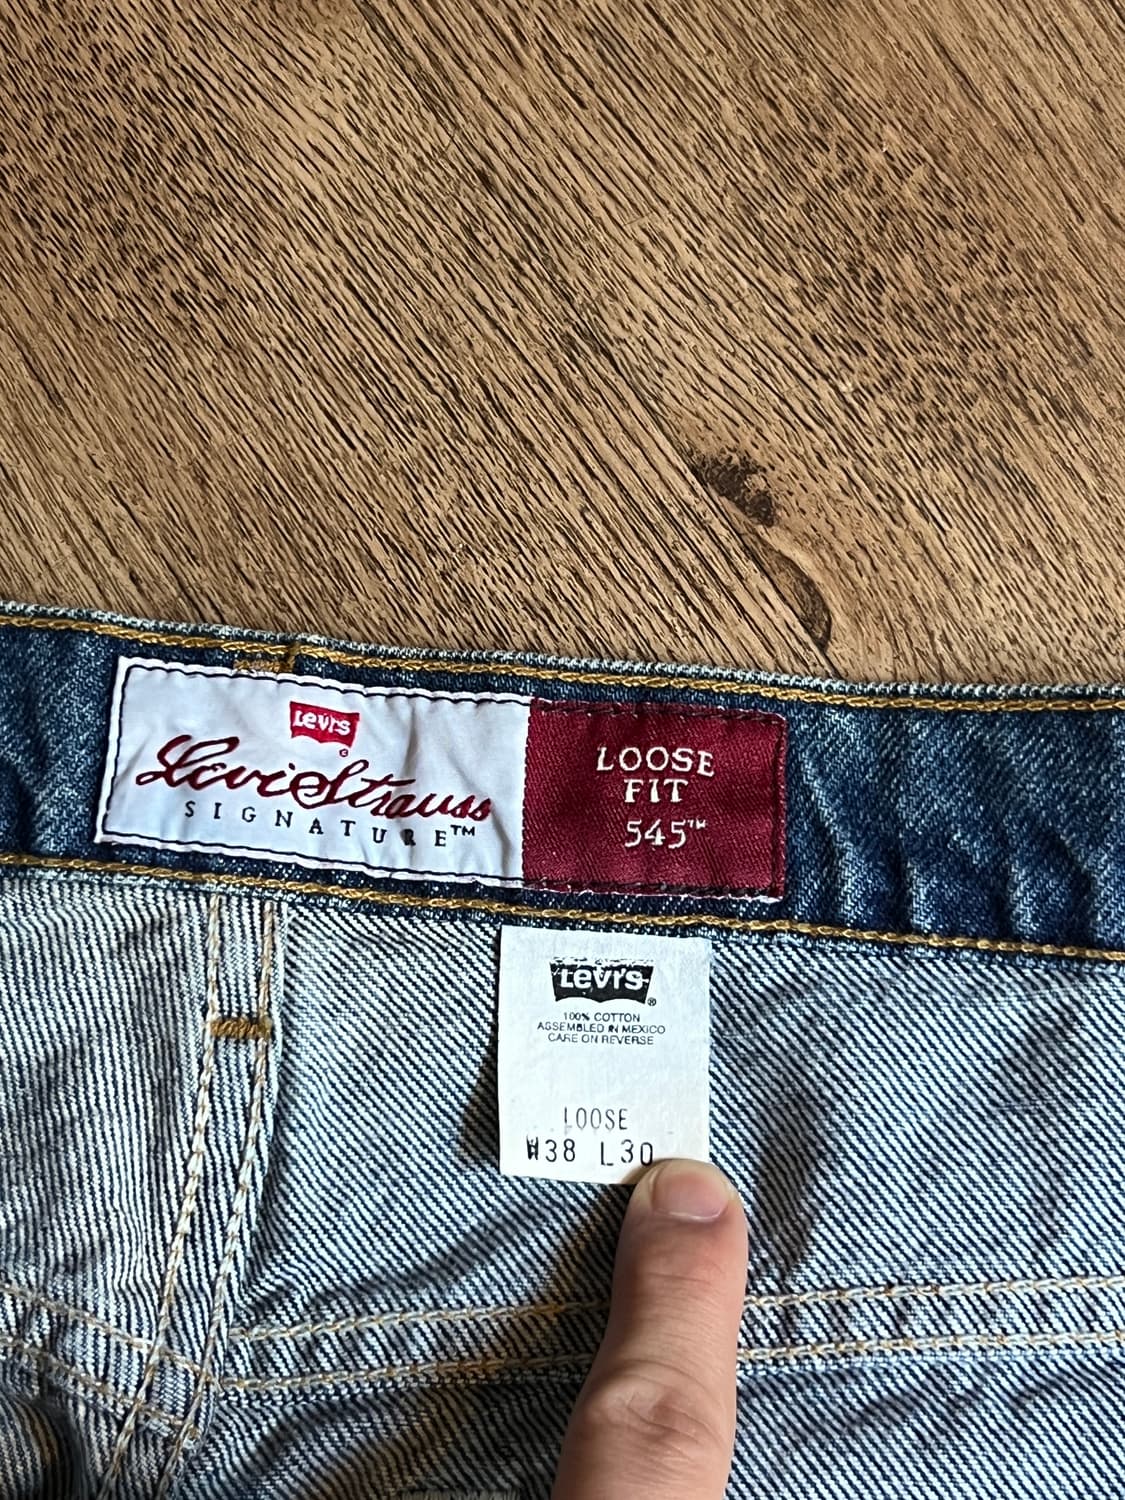 Levi's
Levi Strauss
SIGNATURE™
LOOSE
FIT
545™
Levi's®
100% COTTON
ASSEMBLED IN MEXICO
CARE ON REVERSE
LOOSE
W38 L30